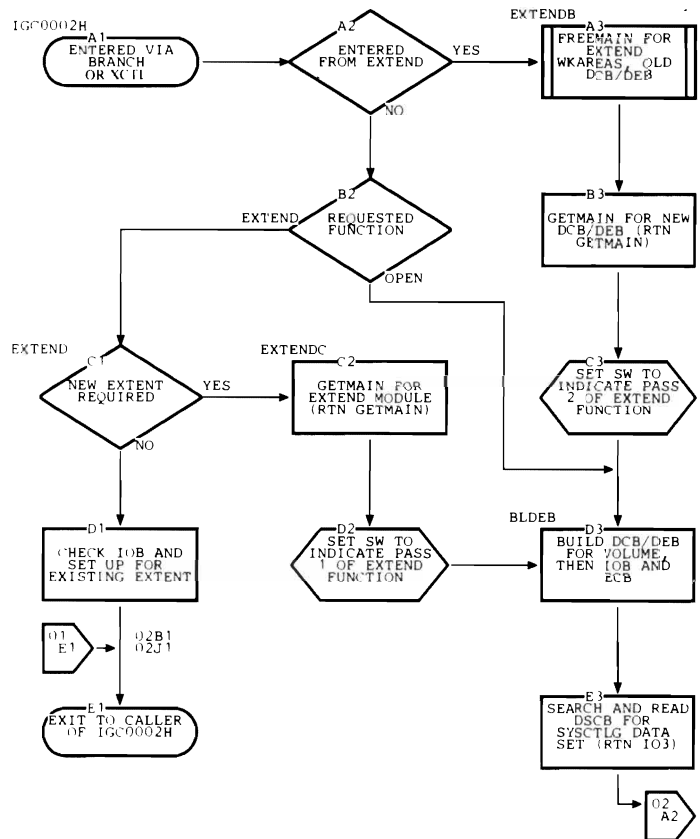 IGC0002H
A1
ENTERED VIA
BRANCH
OR XCTL
A2
ENTERED
FROM EXTEND
YES
NO
EXTENDB
A3
FREEMAIN FOR
EXTEND
WKAREAS, OLD
DCB/DEB
B2
REQUESTED
FUNCTION
EXTEND
OPEN
B3
GETMAIN FOR NEW
DCB/DEB (RTN
GETMAIN)
EXTEND
C1
NEW EXTENT
REQUIRED
YES
NO
EXTENDC
C2
GETMAIN FOR
EXTEND MODULE
(RTN GETMAIN)
C3
SET SW TO
INDICATE PASS
2 OF EXTEND
FUNCTION
D1
CHECK IOB AND
SET UP FOR
EXISTING EXTENT
D2
SET SW TO
INDICATE PASS
1 OF EXTEND
FUNCTION
BLDEB
D3
BUILD DCB/DEB
FOR VOLUME,
THEN IOB AND
ECB
01
E1
02B1
02J1
E1
EXIT TO CALLER
OF IGC0002H
E3
SEARCH AND READ
DSCB FOR
SYSCTLG DATA
SET (RTN IO3)
02
A2